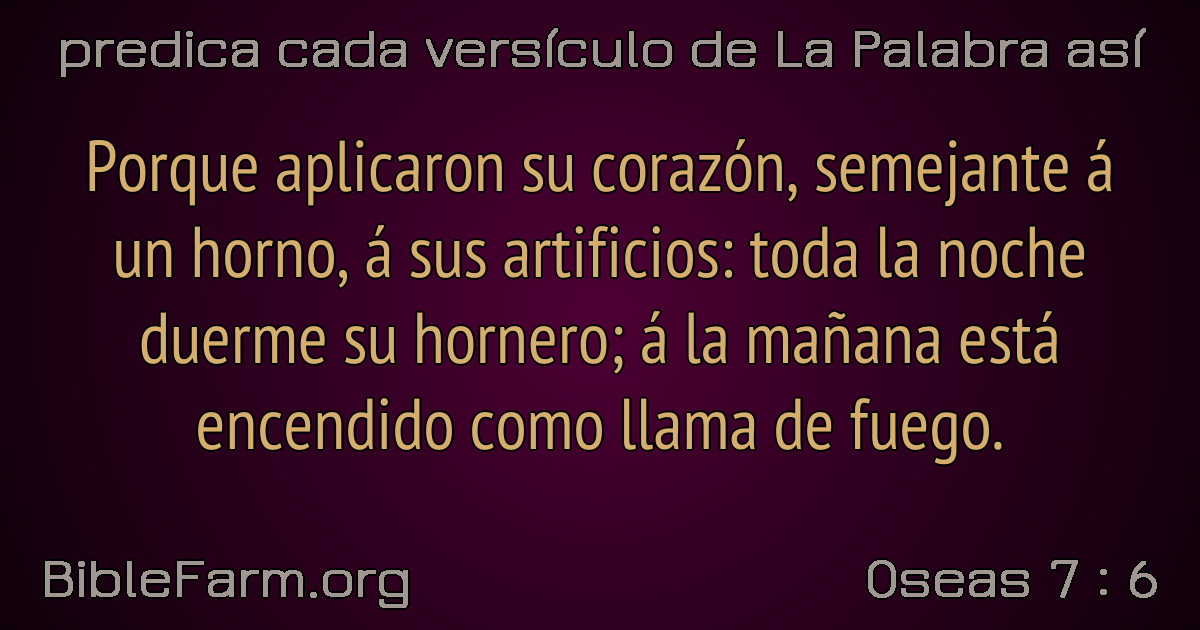 predica cada versículo de La Palabra así
Porque aplicaron su corazón, semejante á
un horno, á sus artificios: toda la noche
duerme su hornero; á la mañana está
encendido como llama de fuego.
BibleFarm.org
Oseas 7 : 6